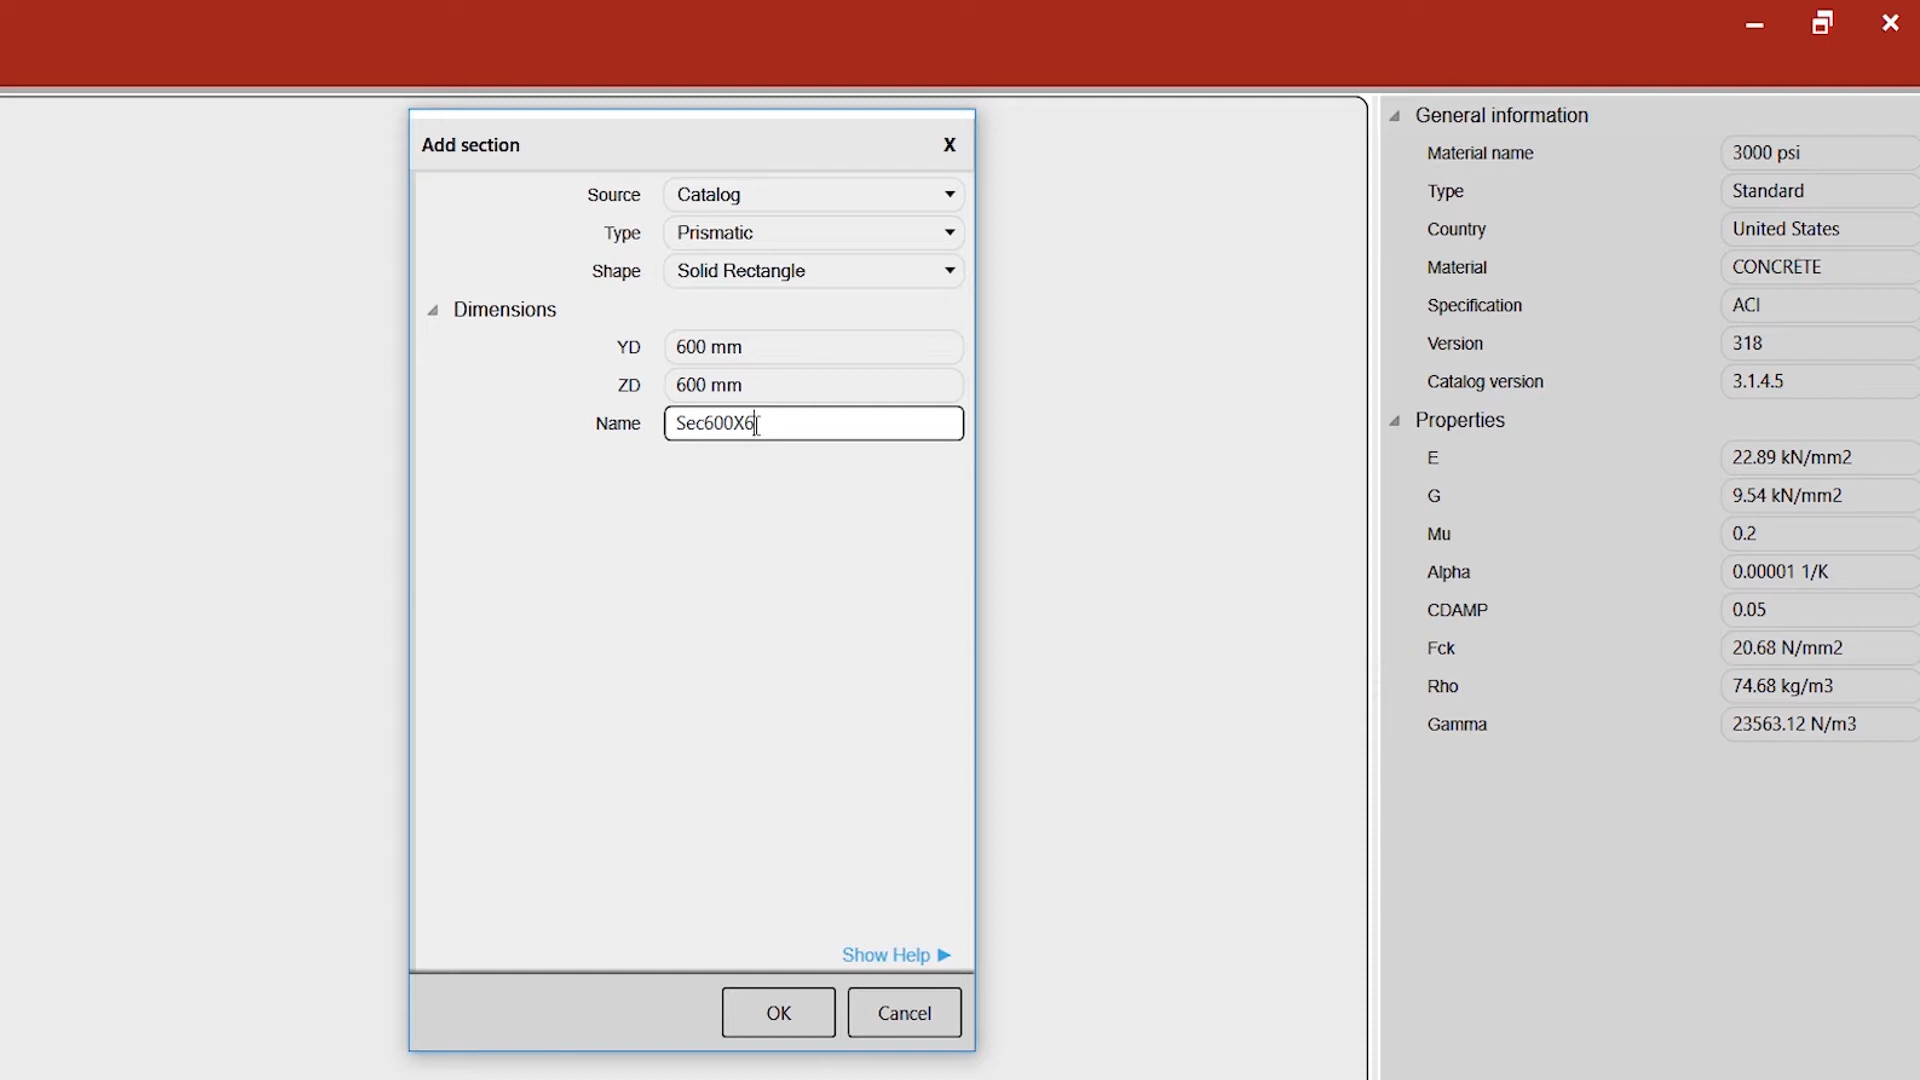 Add section
X
Source Catalog
Type Prismatic
Shape Solid Rectangle
Dimensions
YD 600 mm
ZD 600 mm
Name Sec600X6
Show Help
OK Cancel
General information
Material name 3000 psi
Type Standard
Country United States
Material CONCRETE
Specification ACI
Version 318
Catalog version 3.1.4.5
Properties
E 22.89 kN/mm2
G 9.54 kN/mm2
Mu 0.2
Alpha 0.00001 1/K
CDAMP 0.05
Fck 20.68 N/mm2
Rho 74.68 kg/m3
Gamma 23563.12 N/m3